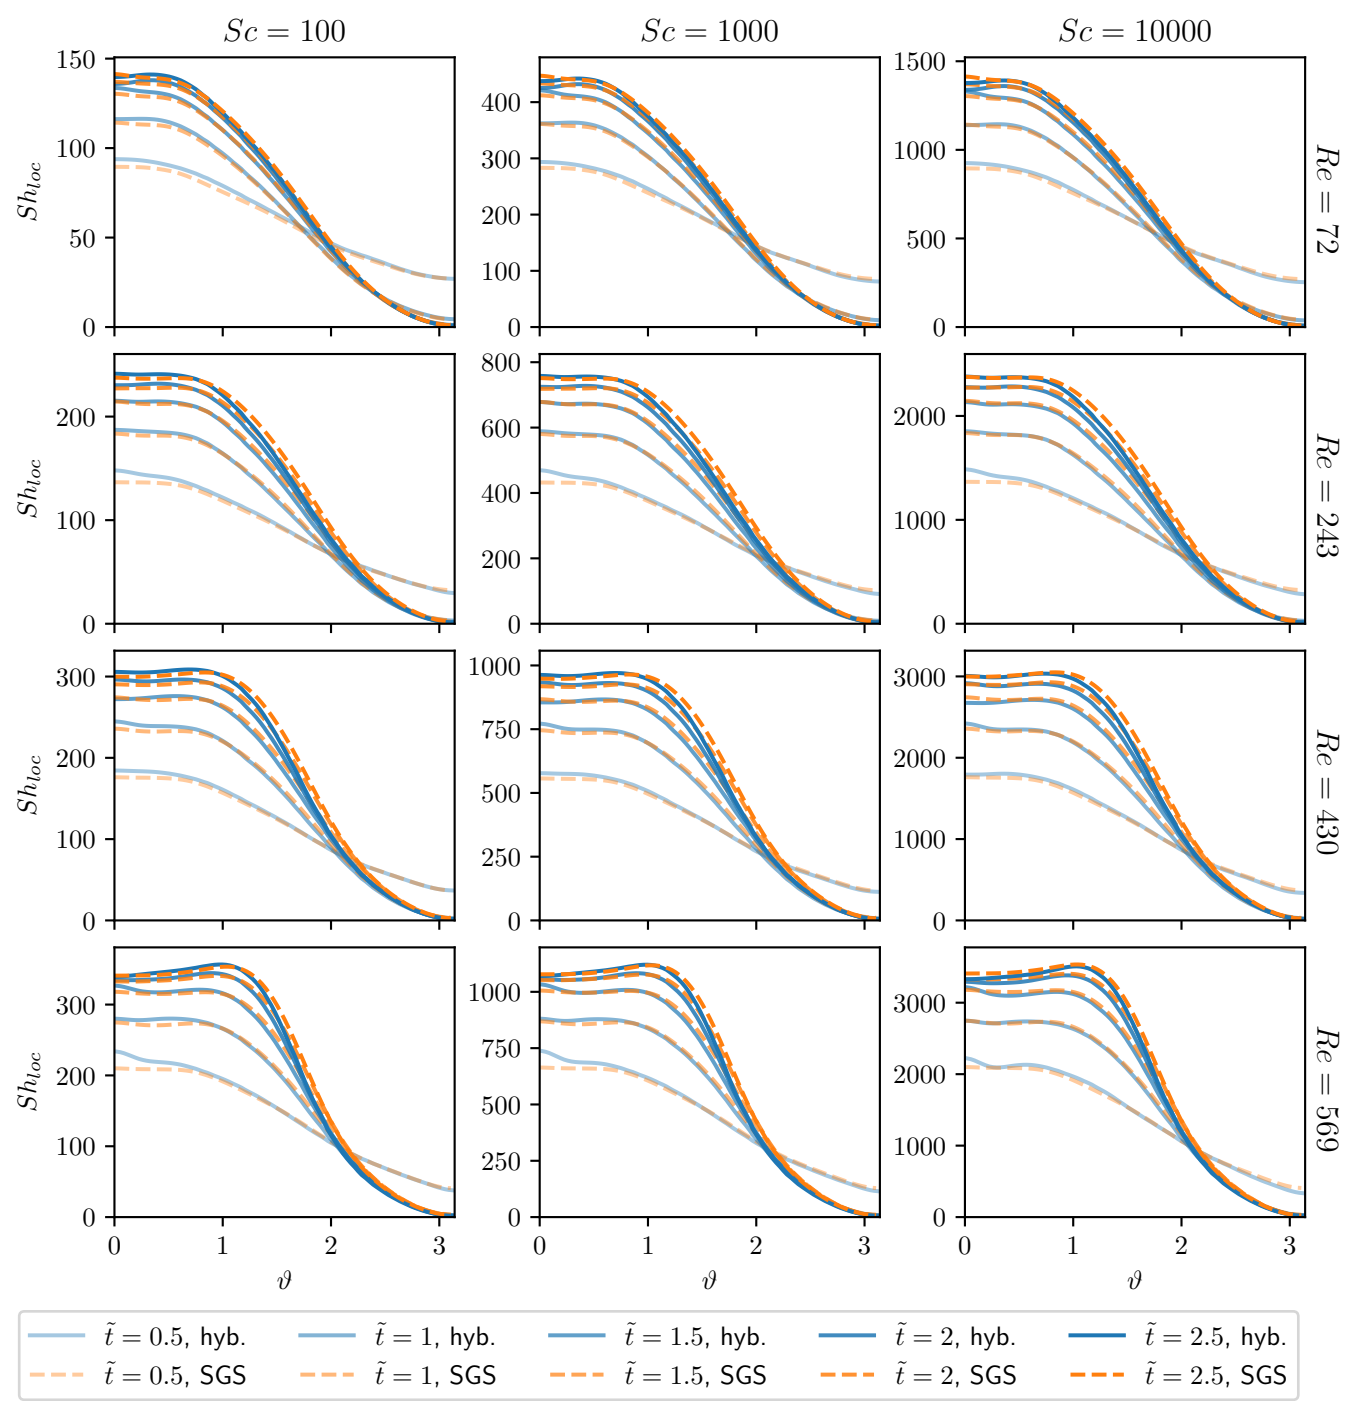 Sc = 100 Sc = 1000 Sc = 10000
150 100 50 0 Sh_loc
400 300 200 100 0
1500 1000 500 0 Re = 72
200 100 0 Sh_loc
800 600 400 200 0
2000 1000 0 Re = 243
300 200 100 0 Sh_loc
1000 750 500 250 0
3000 2000 1000 0 Re = 430
300 200 100 0 Sh_loc
1000 750 500 250 0
3000 2000 1000 0 Re = 569
0 1 2 3 0 1 2 3 0 1 2 3
ϑ ϑ ϑ
t̃ = 0.5, hyb. t̃ = 1, hyb. t̃ = 1.5, hyb. t̃ = 2, hyb. t̃ = 2.5, hyb.
t̃ = 0.5, SGS t̃ = 1, SGS t̃ = 1.5, SGS t̃ = 2, SGS t̃ = 2.5, SGS